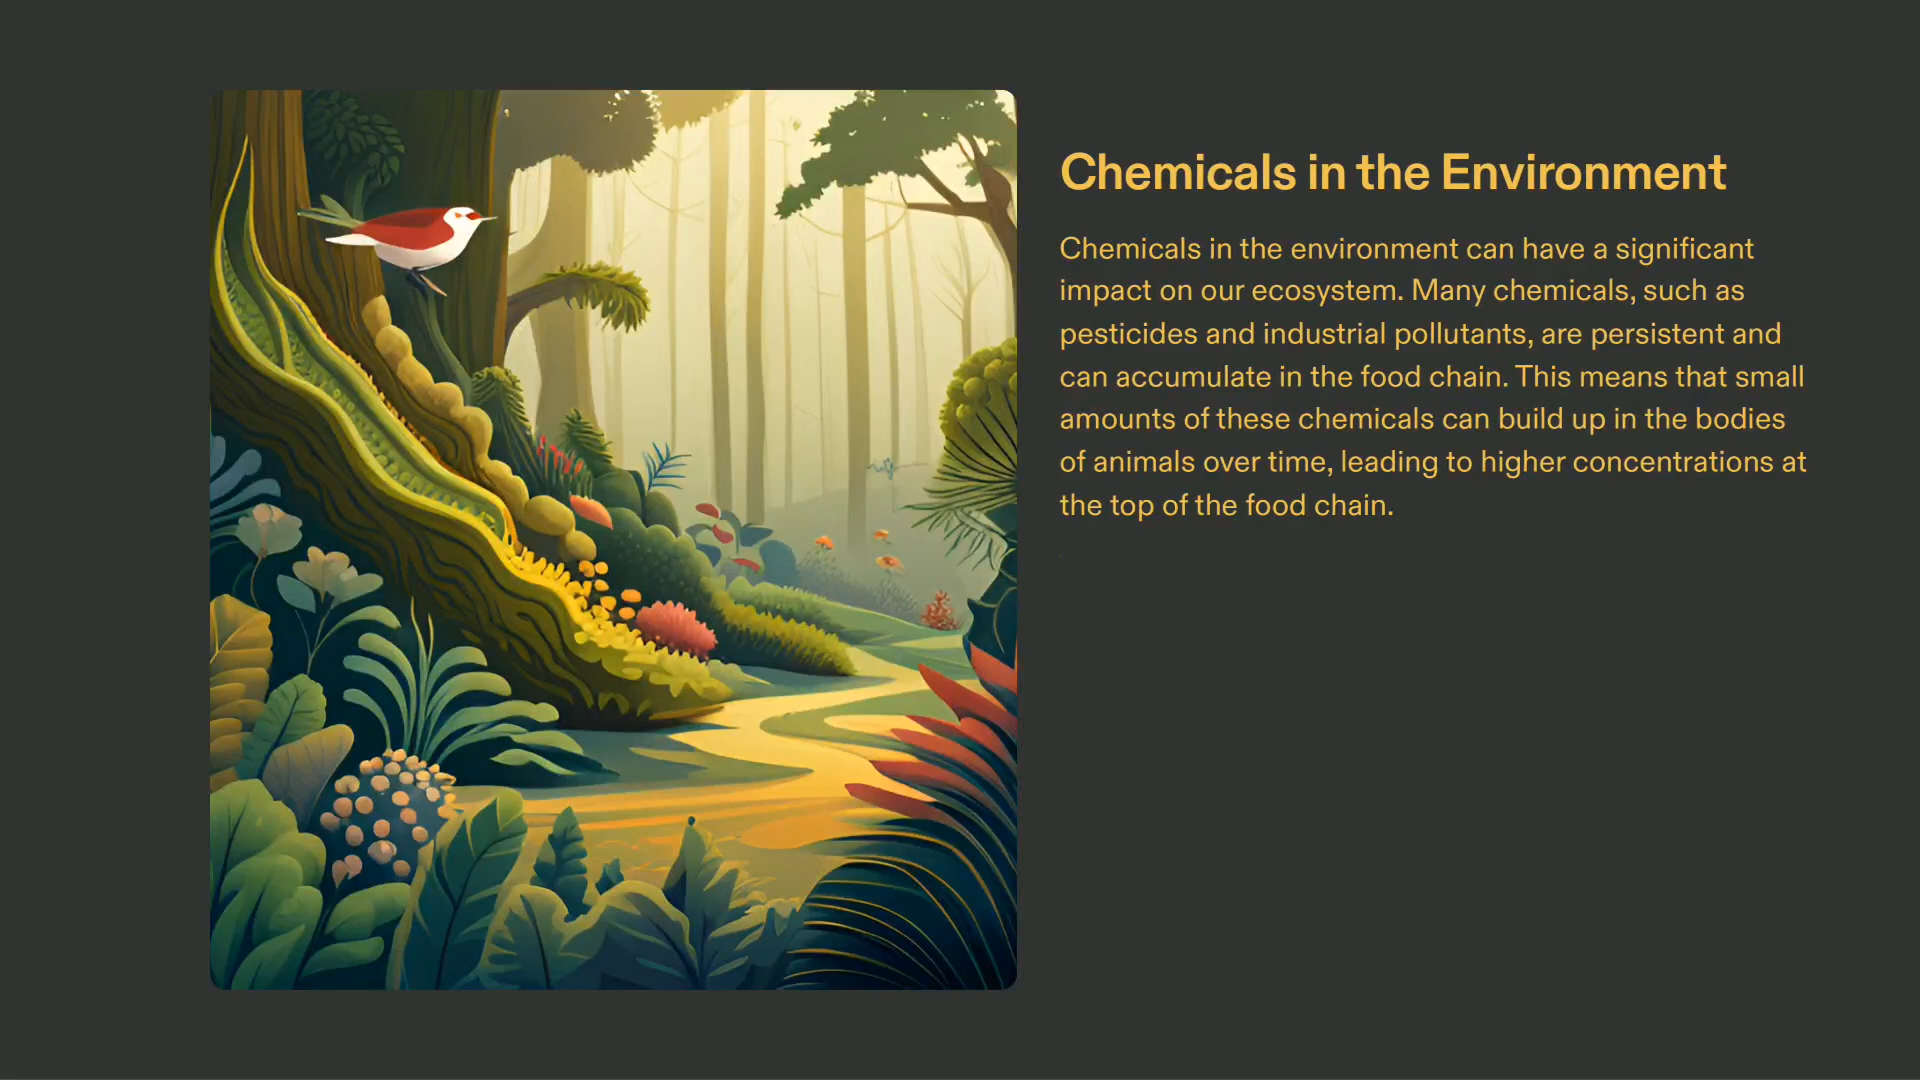 Chemicals in the Environment
Chemicals in the environment can have a significant
impact on our ecosystem. Many chemicals, such as
pesticides and industrial pollutants, are persistent and
can accumulate in the food chain. This means that small
amounts of these chemicals can build up in the bodies
of animals over time, leading to higher concentrations at
the top of the food chain.